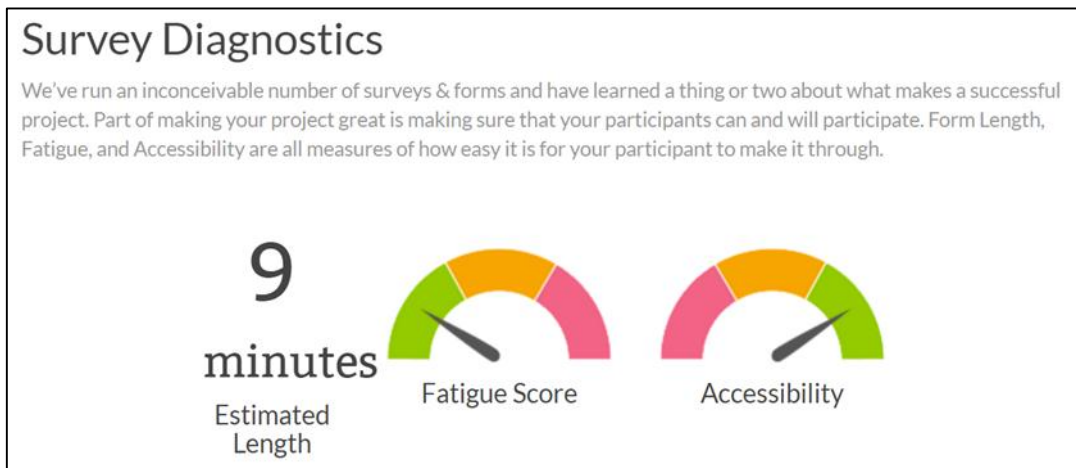 Survey Diagnostics
We've run an inconceivable number of surveys & forms and have learned a thing or two about what makes a successful
project. Part of making your project great is making sure that your participants can and will participate. Form Length,
Fatigue, and Accessibility are all measures of how easy it is for your participant to make it through.
9
minutes
Estimated
Length
Fatigue Score
Accessibility